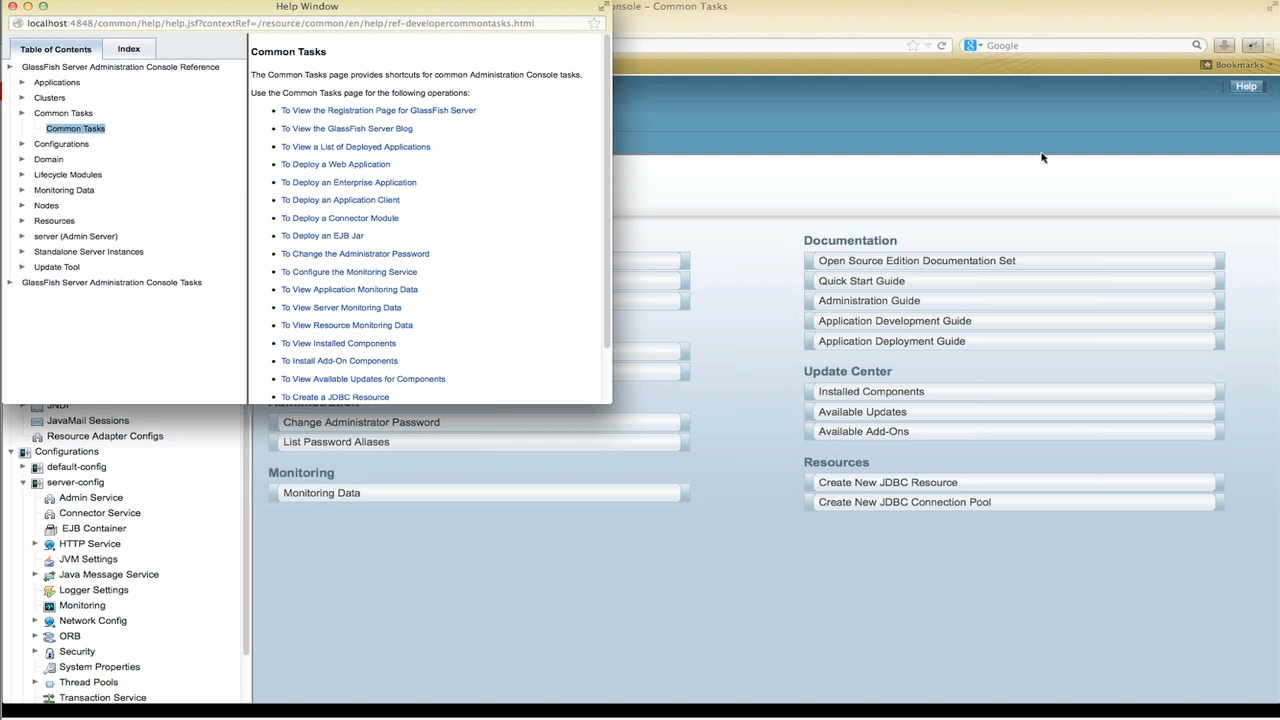 Help Window
localhost:4848/common/help/help.jsf?contextRef=/resource/common/en/help/ref-developercommontasks.html
Table of Contents
Index
GlassFish Server Administration Console Reference
Applications
Clusters
Common Tasks
Common Tasks
Configurations
Domain
Lifecycle Modules
Monitoring Data
Nodes
Resources
server (Admin Server)
Standalone Server Instances
Update Tool
GlassFish Server Administration Console Tasks
Common Tasks
The Common Tasks page provides shortcuts for common Administration Console tasks.
Use the Common Tasks page for the following operations:
• To View the Registration Page for GlassFish Server
• To View the GlassFish Server Blog
• To View a List of Deployed Applications
• To Deploy a Web Application
• To Deploy an Enterprise Application
• To Deploy an Application Client
• To Deploy a Connector Module
• To Deploy an EJB Jar
• To Change the Administrator Password
• To Configure the Monitoring Service
• To View Application Monitoring Data
• To View Server Monitoring Data
• To View Resource Monitoring Data
• To View Installed Components
• To Install Add-On Components
• To View Available Updates for Components
• To Create a JDBC Resource
- Common Tasks
Google
Bookmarks
Help
JNDI
JavaMail Sessions
Resource Adapter Configs
Configurations
default-config
server-config
Admin Service
Connector Service
EJB Container
HTTP Service
JVM Settings
Java Message Service
Logger Settings
Monitoring
Network Config
ORB
Security
System Properties
Thread Pools
Transaction Service
Change Administrator Password
List Password Aliases
Monitoring
Monitoring Data
Documentation
Open Source Edition Documentation Set
Quick Start Guide
Administration Guide
Application Development Guide
Application Deployment Guide
Update Center
Installed Components
Available Updates
Available Add-Ons
Resources
Create New JDBC Resource
Create New JDBC Connection Pool